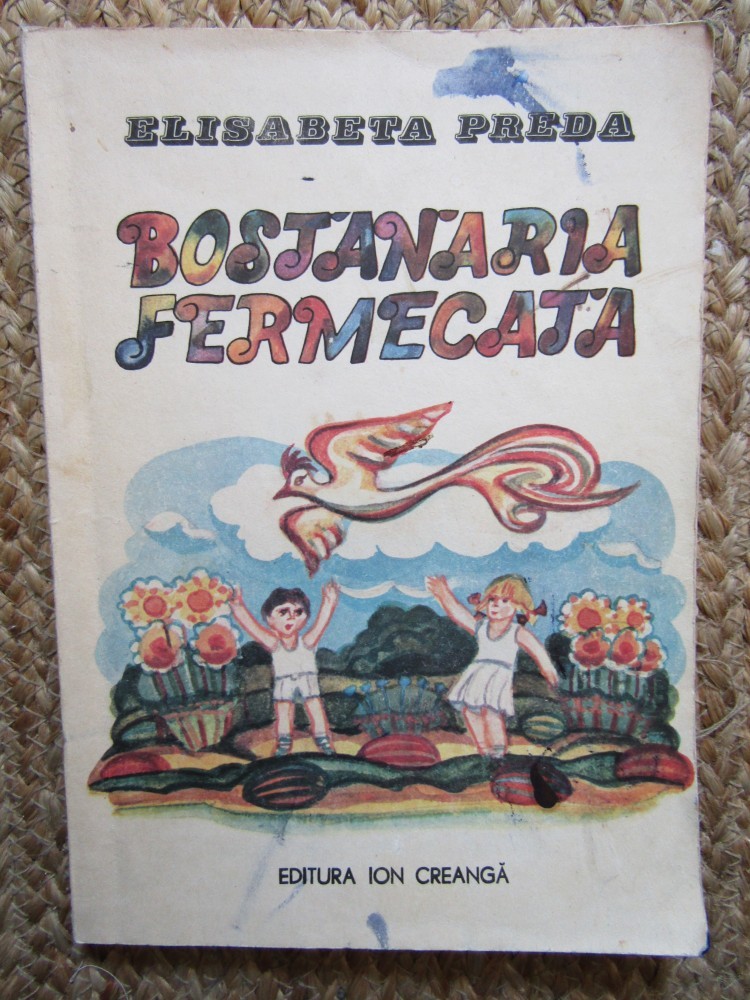 ELISABETA PREDA
BOSTANARIA
FERMECATA
EDITURA ION CREANGĂ